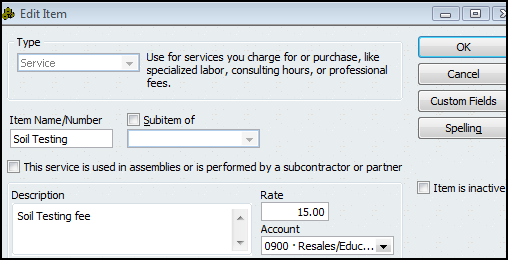 Edit Item
Type
Service
Use for services you charge for or purchase, like
specialized labor, consulting hours, or professional
fees.
OK
Cancel
Custom Fields
Spelling
Item Name/Number
Subitem of
Soil Testing
This service is used in assemblies or is performed by a subcontractor or partner
Item is inactive
Description
Rate
Soil Testing fee
15.00
Account
0900 · Resales/Educ...